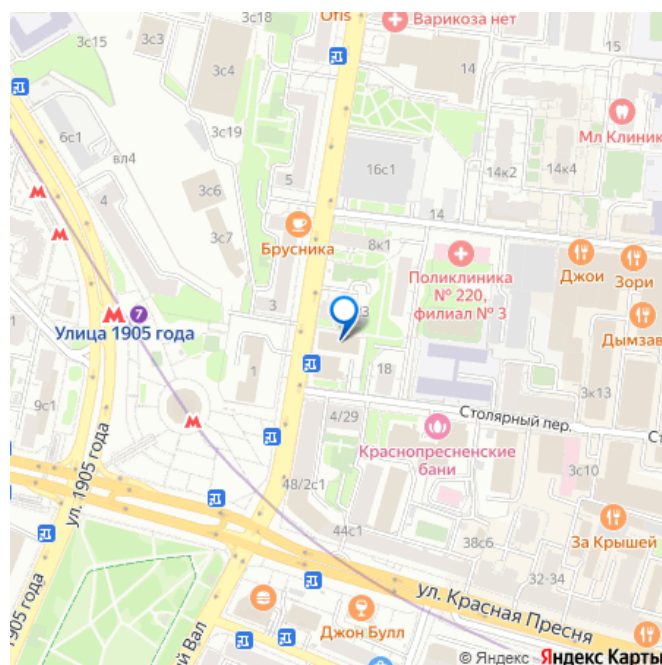 Otis
Варикоза нет
3с18
3с3
3с15
3с4
14
6с1
3с19
Мл Клиник
вл4
16с1
5
14к2
14к4
4
3с6
14
Брусника
3с7
8к1
Поликлиника
№ 220,
филиал № 3
Джои
Зори
3
3
7
Улица 1905 года
Дымзав
1
18
3к13
9с1
4/29
Столярный пер.
Ст
Краснопресненские
бани
ул. 1905 года
48/2с1
3с10
44с1
За Крышей
38с6
32-34
ул. Красная Пресня
1905 года
ий Вал
Джон Булл
© Яндекс Яндекс Карты